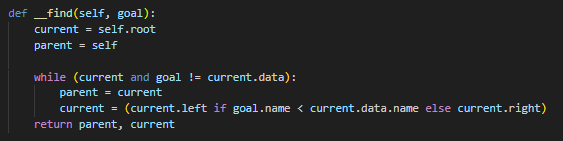 def __find(self, goal):
    current = self.root
    parent = self

    while (current and goal != current.data):
        parent = current
        current = (current.left if goal.name < current.data.name else current.right)
    return parent, current